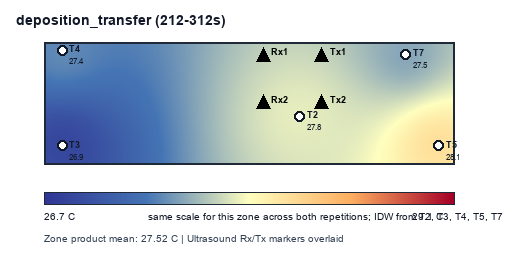 deposition_transfer (212-312s)
T4
27.4
Rx1
Tx1
T7
27.5
Rx2
Tx2
T2
27.8
T3
26.9
T5
28.1
26.7 C
same scale for this zone across both repetitions; IDW from T2, T3, T4, T5, T7
Zone product mean: 27.52 C | Ultrasound Rx/Tx markers overlaid